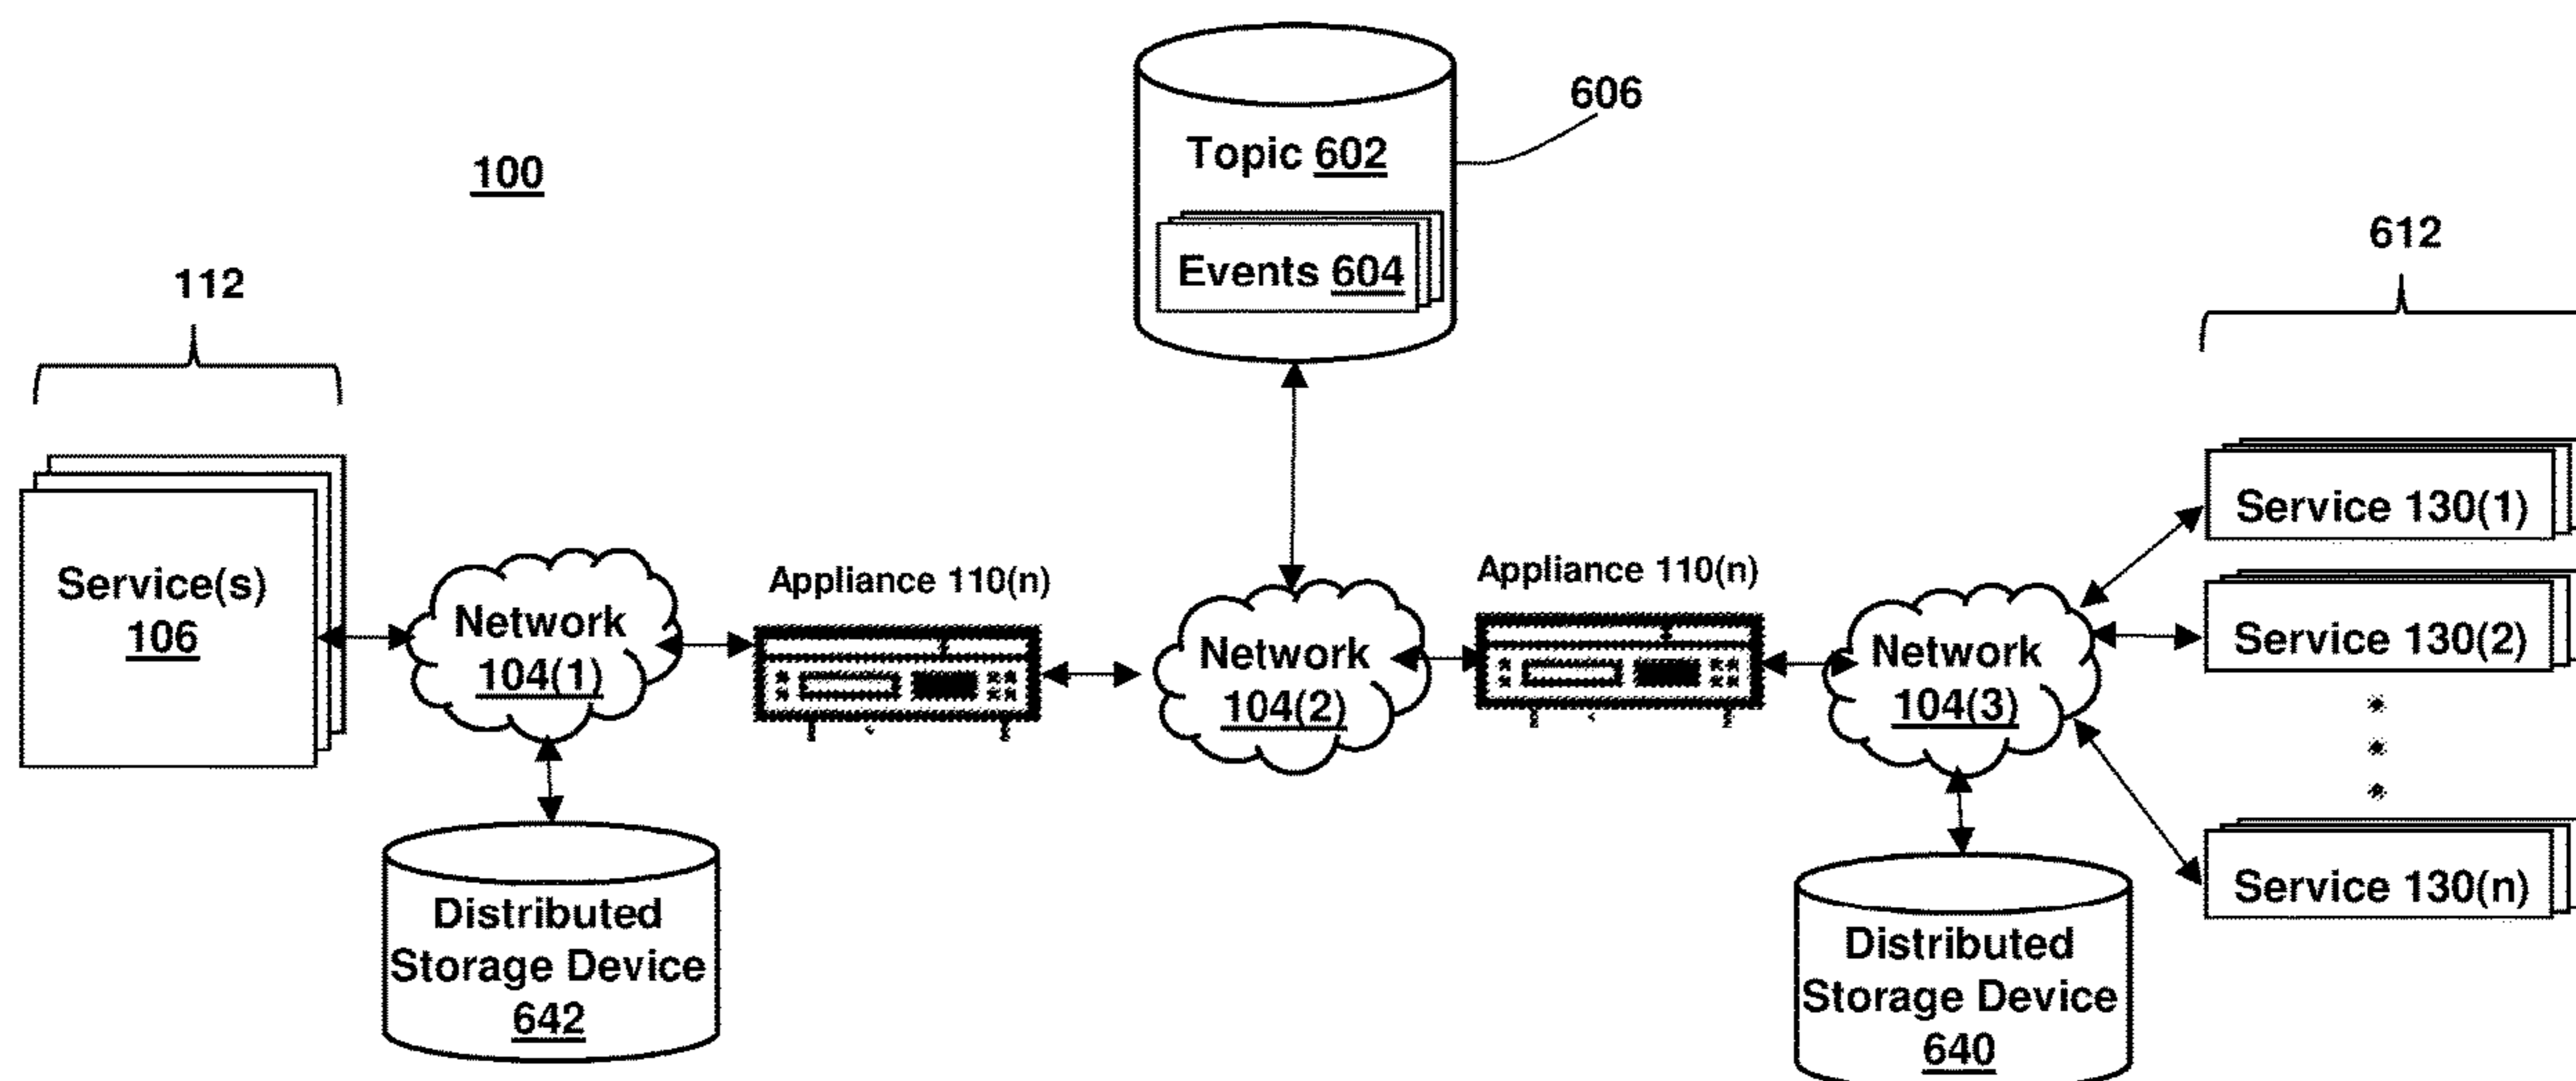 606
Topic 602
100
612
Events 604
112
Service 130(1)
Appliance 110(n)
Appliance 110(n)
Service(s)
106
Network
104(1)
Network
104(2)
Network
104(3)
Service 130(2)
Service 130(n)
Distributed
Storage Device
642
Distributed
Storage Device
640